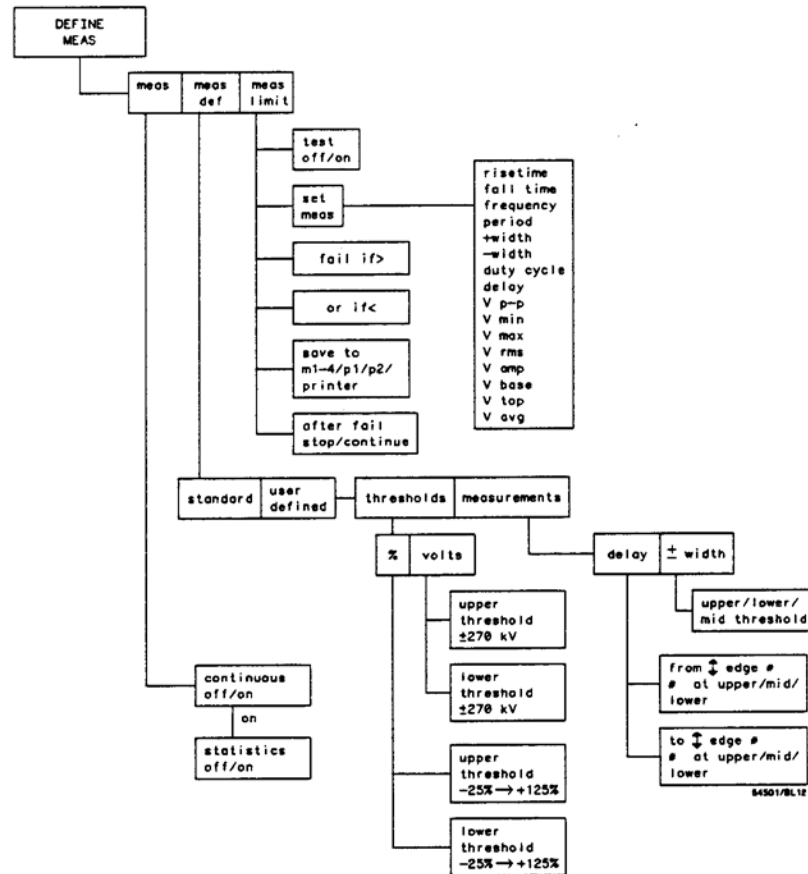 DEFINE
MEAS
meas
meas
def
meas
limit
test
off/on
set
meas
risetime
fall time
frequency
period
+width
-width
duty cycle
delay
V p-p
V min
V max
V rms
V amp
V base
V top
V avg
fail if>
or if<
save to
m1-4/p1/p2/
printer
after fail
stop/continue
standard
user
defined
thresholds
measurements
%
volts
delay
± width
upper
threshold
±270 kV
lower
threshold
±270 kV
upper
threshold
-25%→+125%
lower
threshold
-25%→+125%
upper/lower/
mid threshold
from ↕ edge #
# at upper/mid/
lower
to ↕ edge #
# at upper/mid/
lower
continuous
off/on
on
statistics
off/on
54501/BL12